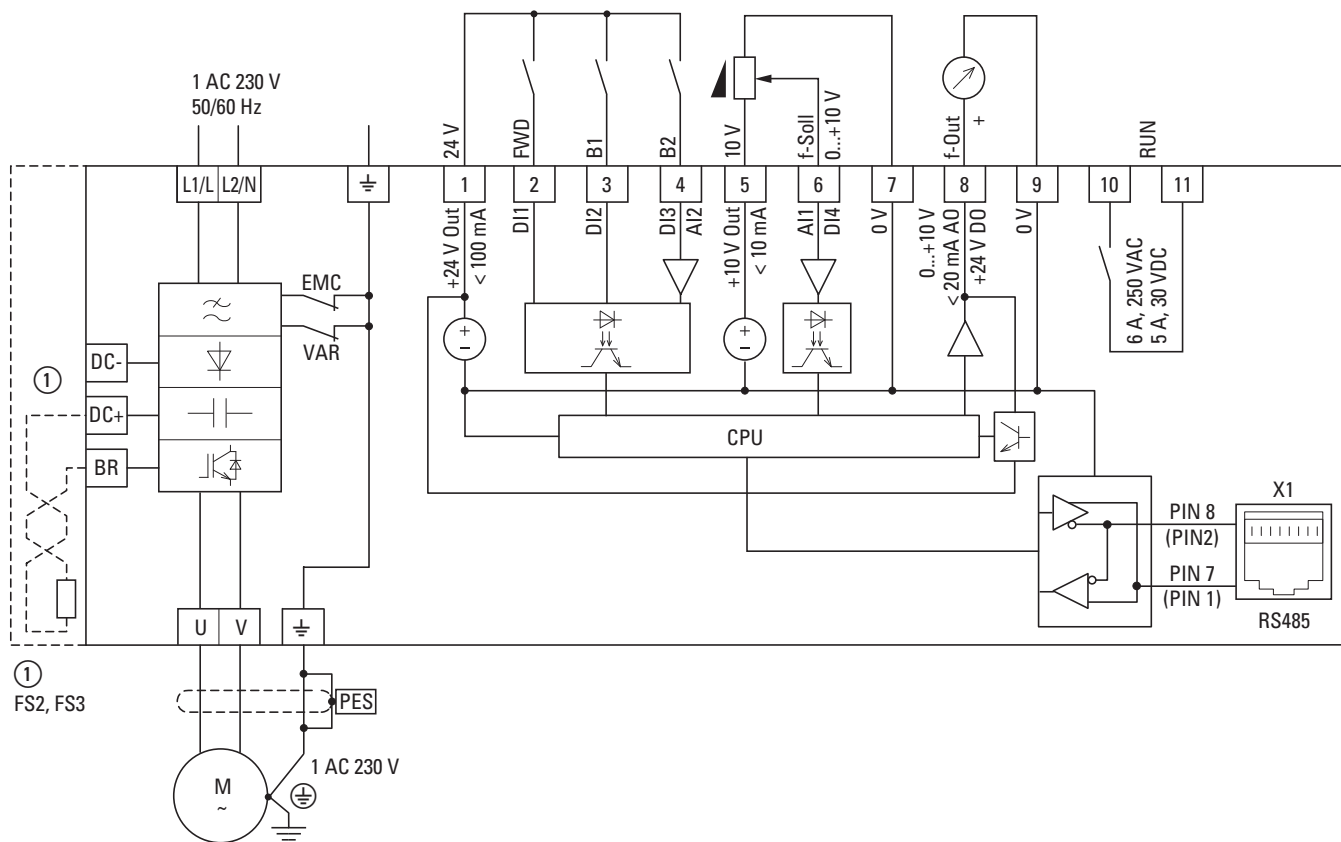 1 AC 230 V
50/60 Hz
24 V
FWD
B1
B2
10 V
f-Soll
0...+10 V
f-Out
+
RUN
L1/L
L2/N
1
2
3
4
5
6
7
8
9
10
11
+24 V Out
< 100 mA
DI1
DI2
DI3
AI2
+10 V Out
< 10 mA
AI1
DI4
0 V
0...+10 V
< 20 mA AO
+24 V DO
0 V
6 A, 250 VAC
5 A, 30 VDC
EMC
VAR
+
-
+
-
DC-
①
DC+
BR
CPU
X1
PIN 8
(PIN2)
PIN 7
(PIN 1)
RS485
U
V
①
FS2, FS3
PES
1 AC 230 V
M
~